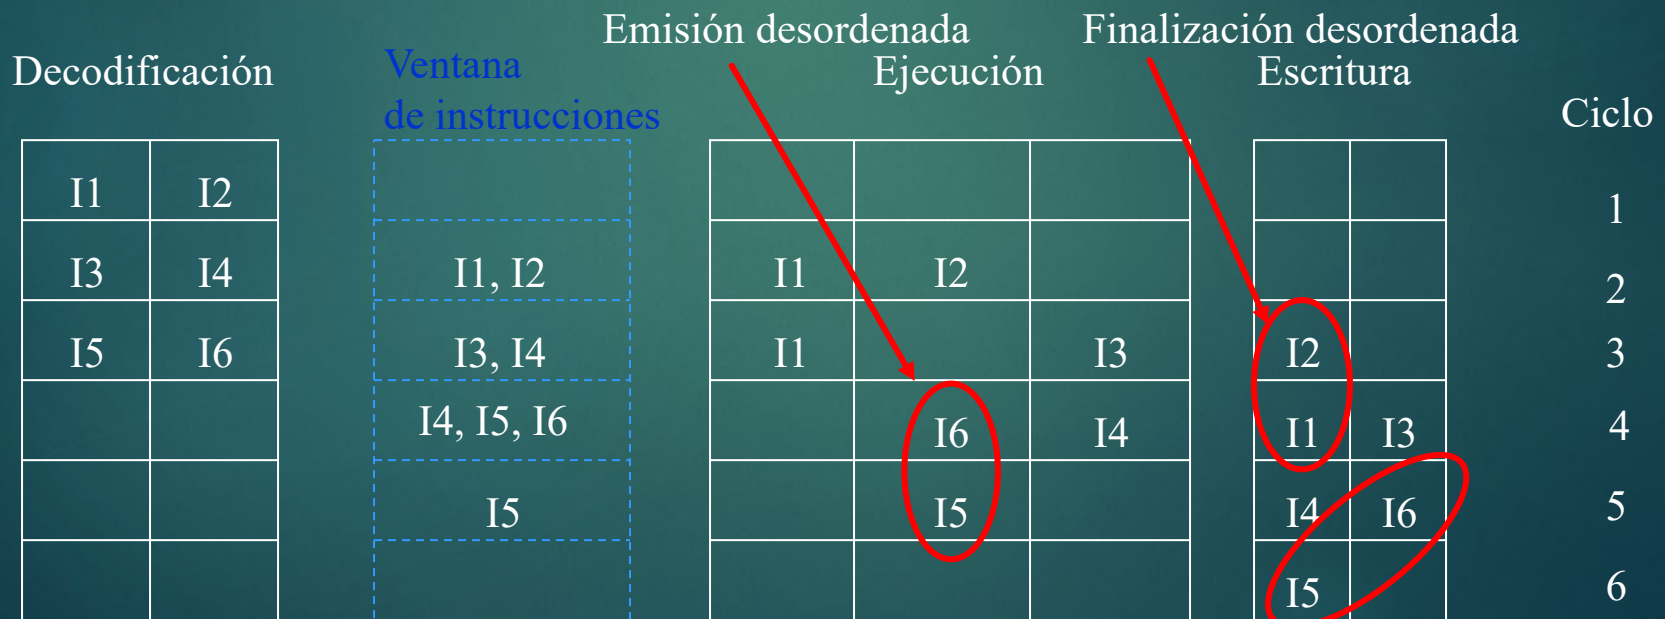 Emisión desordenada Finalización desordenada
Decodificación Ventana de instrucciones Ejecución Escritura
Ciclo
I1 I2 1
I3 I4 I1, I2 I1 I2 2
I5 I6 I3, I4 I1 I3 I2 3
I4, I5, I6 I6 I4 I1 I3 4
I5 I5 I4 I6 5
I5 6